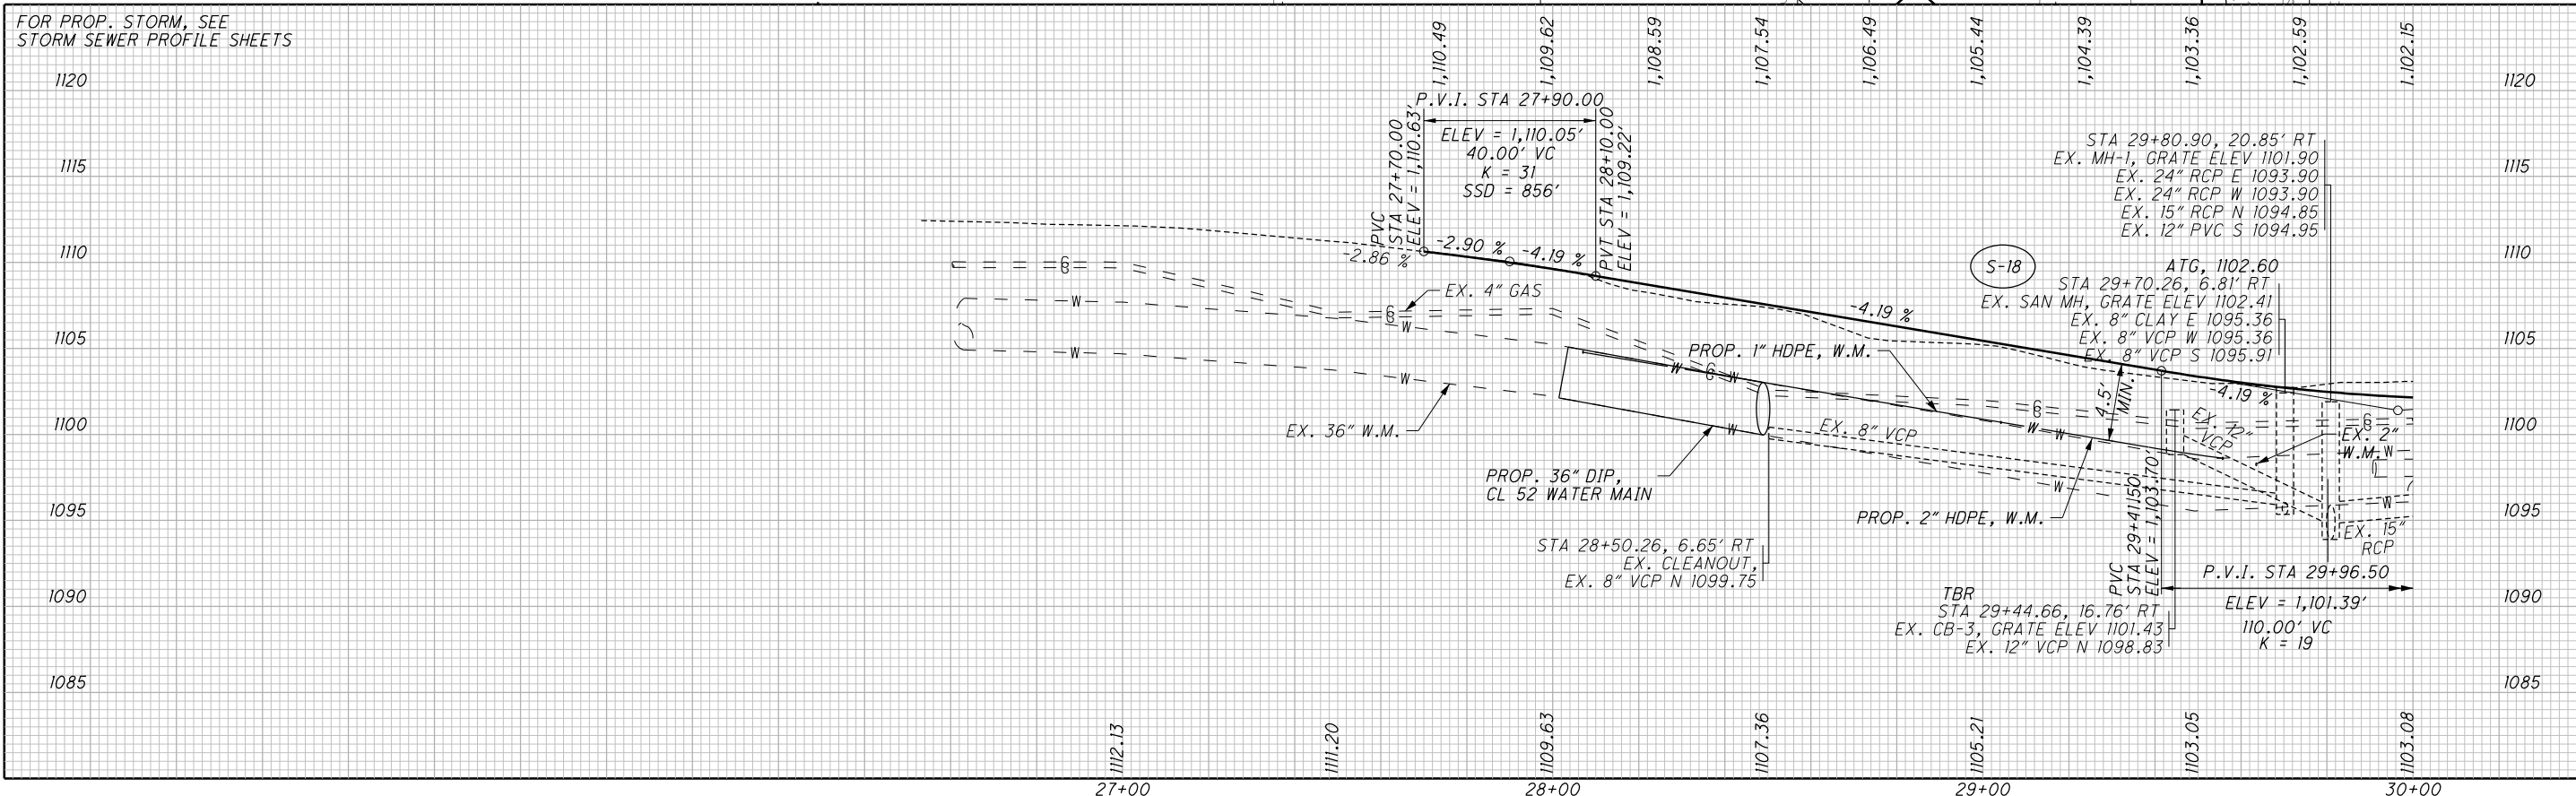 FOR PROP. STORM, SEE
STORM SEWER PROFILE SHEETS
1,110.49
1,109.62
1,108.59
1,107.54
1,106.49
1,105.44
1,104.39
1,103.36
1,102.59
1.102.15
1120
1115
1110
1105
1100
1095
1090
1085
1120
1115
1110
1105
1100
1095
1090
1085
P.V.I. STA 27+90.00
ELEV = 1,110.05'
40.00' VC
K = 31
SSD = 856'
PVC
STA 27+70.00
ELEV = 1,110.63'
PVT STA 28+10.00
ELEV = 1,109.22'
-2.86 %
-2.90 %
-4.19 %
-4.19 %
-4.19 %
STA 29+80.90, 20.85' RT
EX. MH-1, GRATE ELEV 1101.90
EX. 24" RCP E 1093.90
EX. 24" RCP W 1093.90
EX. 15" RCP N 1094.85
EX. 12" PVC S 1094.95
S-18
ATG, 1102.60
STA 29+70.26, 6.81' RT
EX. SAN MH, GRATE ELEV 1102.41
EX. 8" CLAY E 1095.36
EX. 8" VCP W 1095.36
EX. 8" VCP S 1095.91
G
G
W
W
EX. 4" GAS
G
G
W
W
EX. 36" W.M.
W
G
W
W
PROP. 1" HDPE, W.M.
PROP. 36" DIP,
CL 52 WATER MAIN
EX. 8" VCP
G
G
W
W
W
4.5'
MIN.
PROP. 2" HDPE, W.M.
EX. 12"
VCP
G
G
EX. 2"
W.M.
W
W
EX. 15"
RCP
STA 28+50.26, 6.65' RT
EX. CLEANOUT,
EX. 8" VCP N 1099.75
PVC
STA 29+41.50
ELEV = 1,103.70'
P.V.I. STA 29+96.50
ELEV = 1,101.39'
110.00' VC
K = 19
TBR
STA 29+44.66, 16.76' RT
EX. CB-3, GRATE ELEV 1101.43
EX. 12" VCP N 1098.83
1112.13
1111.20
1109.63
1107.36
1105.21
1103.05
1103.08
27+00
28+00
29+00
30+00